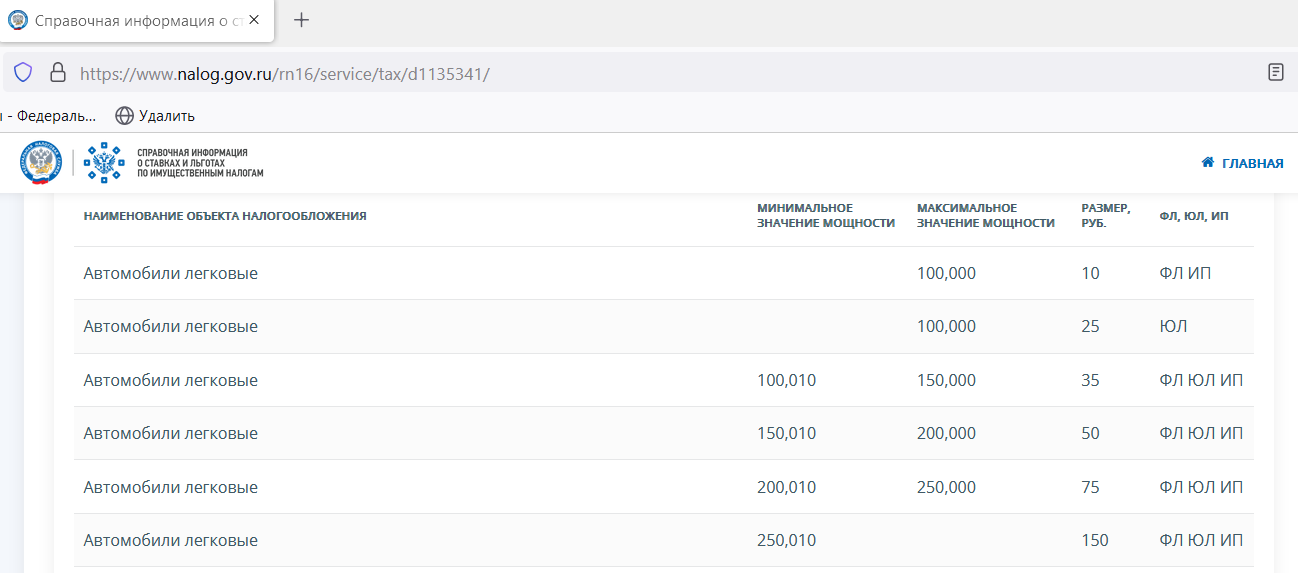 Справочная информация о ст
https://www.nalog.gov.ru/rn16/service/tax/d1135341/
- Федераль... Удалить
СПРАВОЧНАЯ ИНФОРМАЦИЯ
О СТАВКАХ И ЛЬГОТАХ
ПО ИМУЩЕСТВЕННЫМ НАЛОГАМ
ГЛАВНАЯ
НАИМЕНОВАНИЕ ОБЪЕКТА НАЛОГООБЛОЖЕНИЯ
МИНИМАЛЬНОЕ
ЗНАЧЕНИЕ МОЩНОСТИ
МАКСИМАЛЬНОЕ
ЗНАЧЕНИЕ МОЩНОСТИ
РАЗМЕР,
РУБ.
ФЛ, ЮЛ, ИП
Автомобили легковые 100,000 10 ФЛ ИП
Автомобили легковые 100,000 25 ЮЛ
Автомобили легковые 100,010 150,000 35 ФЛ ЮЛ ИП
Автомобили легковые 150,010 200,000 50 ФЛ ЮЛ ИП
Автомобили легковые 200,010 250,000 75 ФЛ ЮЛ ИП
Автомобили легковые 250,010 150 ФЛ ЮЛ ИП